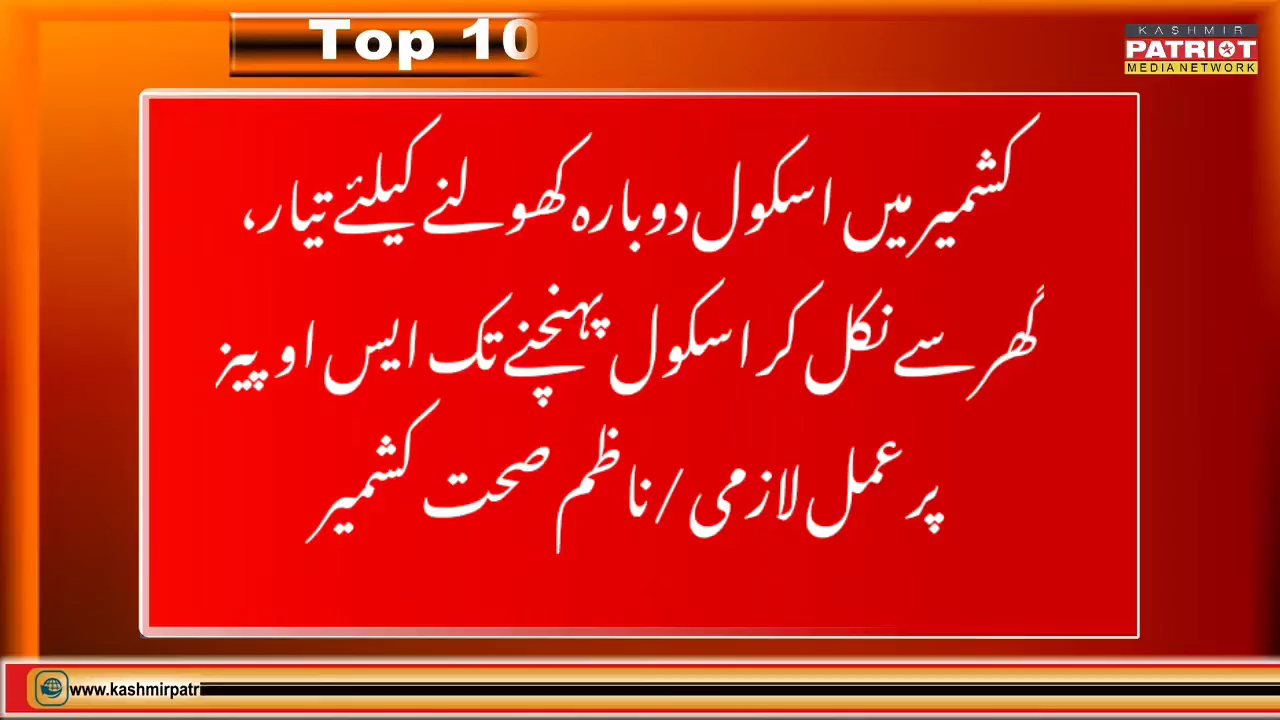 Top 10
KASHMIR
PATRIOT
MEDIA NETWORK
کشمیر میں اسکول دوبارہ کھولنے کیلئے تیار،
گھر سے نکل کر اسکول پہنچنے تک ایس او پیز
پر عمل لازمی / ناظم صحت کشمیر
www.kashmirpatri